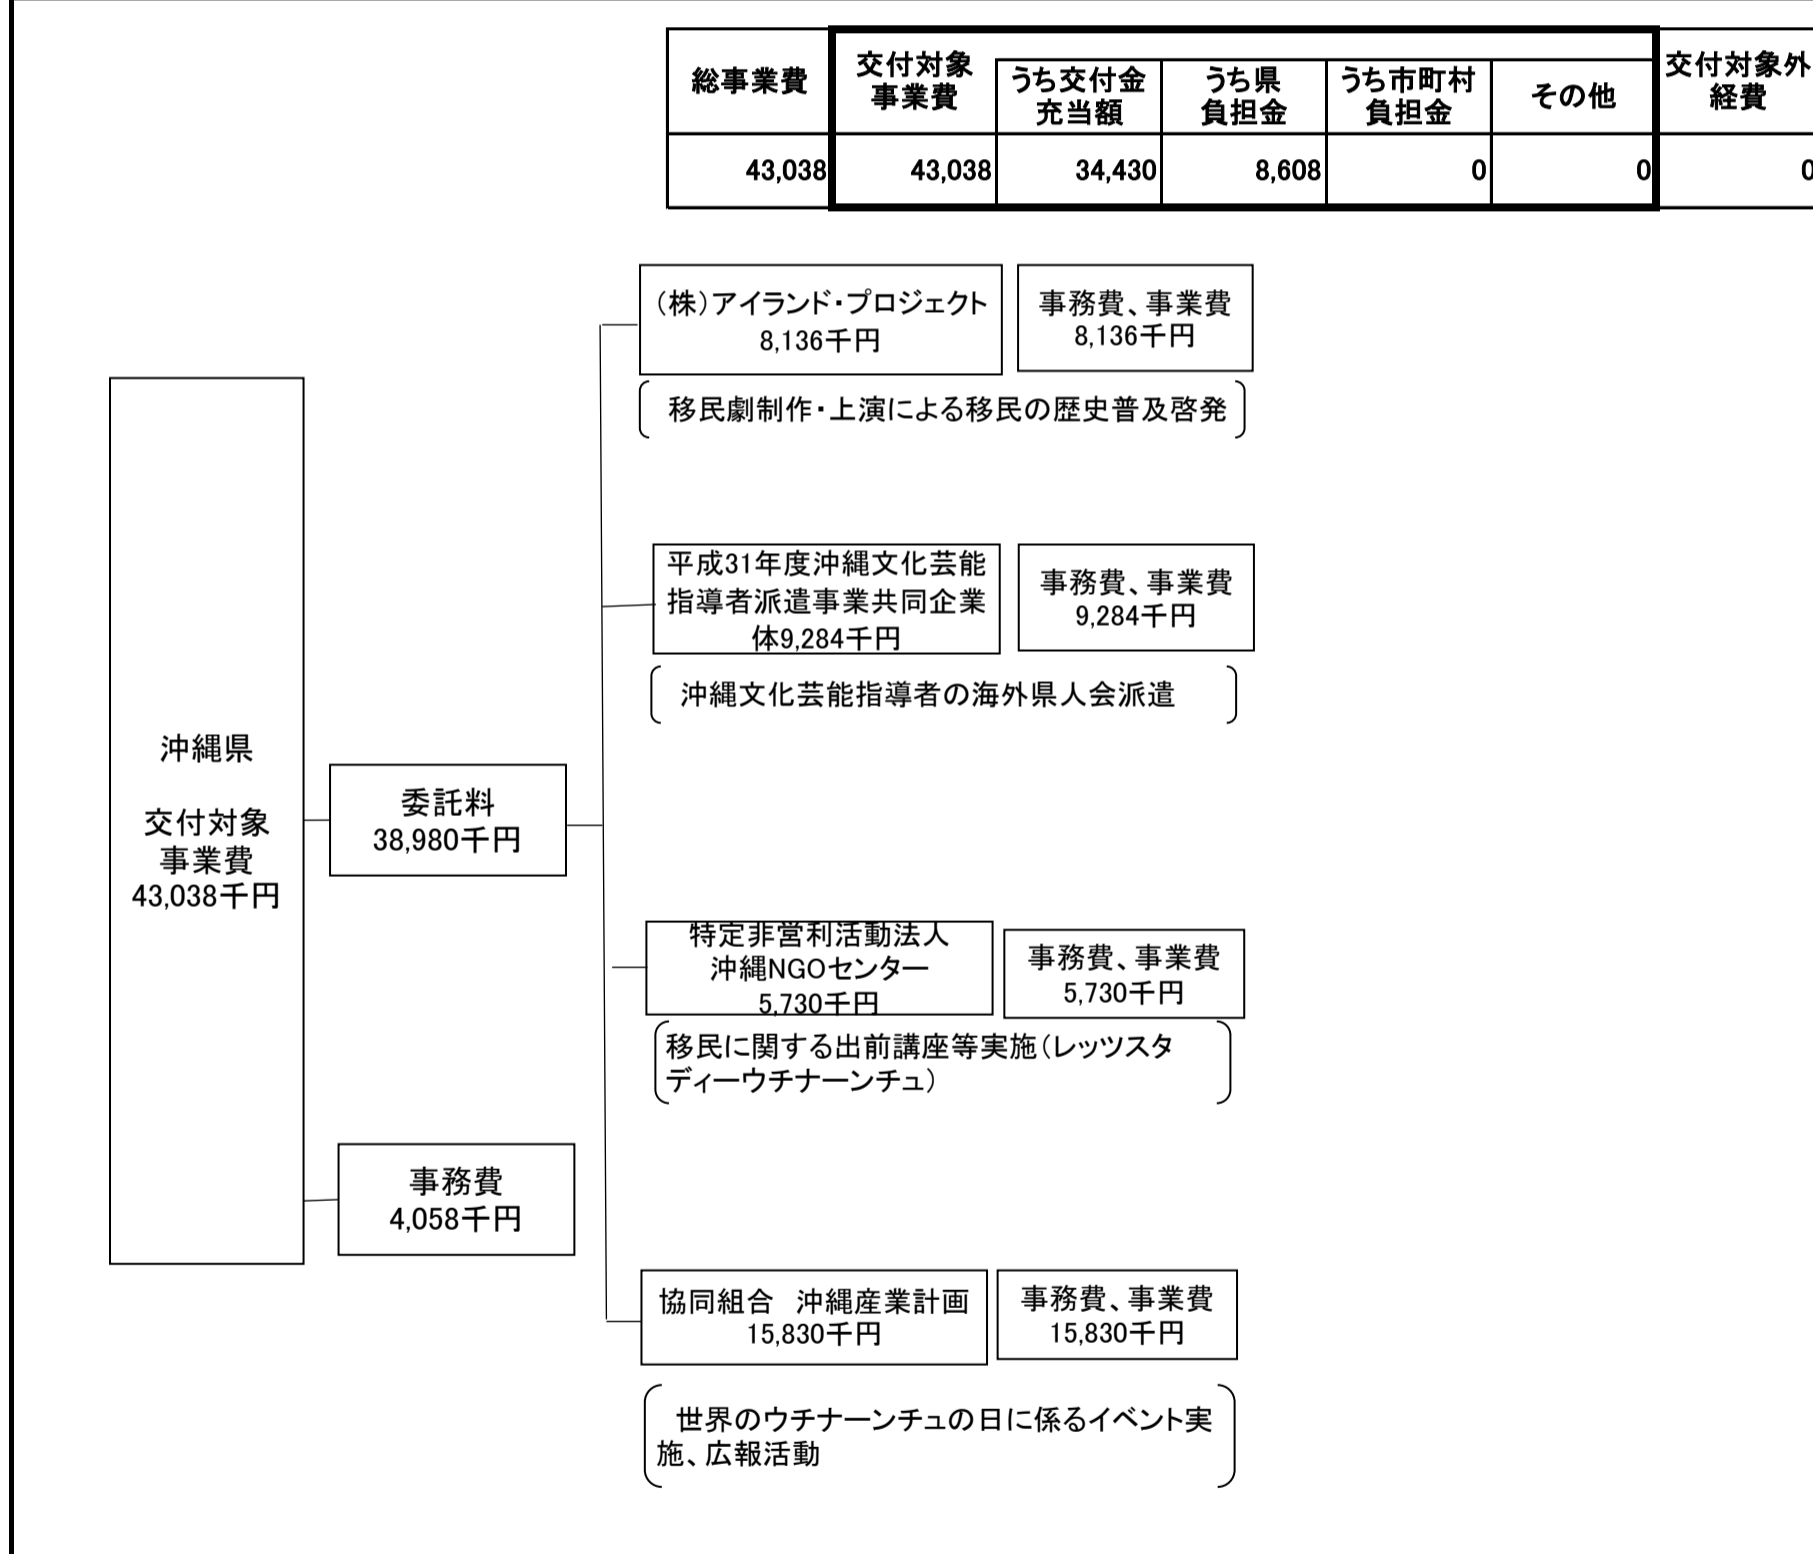 総事業費
交付対象
事業費
うち交付金
充当額
うち県
負担金
うち市町村
負担金
その他
交付対象外
経費
43,038
43,038
34,430
8,608
0
0
0
（株）アイランド・プロジェクト
8,136千円
事務費、事業費
8,136千円
移民劇制作・上演による移民の歴史普及啓発
平成31年度沖縄文化芸能
指導者派遣事業共同企業
体9,284千円
事務費、事業費
9,284千円
沖縄文化芸能指導者の海外県人会派遣
沖縄県
交付対象
事業費
43,038千円
委託料
38,980千円
特定非営利活動法人
沖縄NGOセンター
5,730千円
事務費、事業費
5,730千円
移民に関する出前講座等実施（レッツスタ
ディーウチナーンチュ）
事務費
4,058千円
協同組合　沖縄産業計画
15,830千円
事務費、事業費
15,830千円
世界のウチナーンチュの日に係るイベント実
施、広報活動